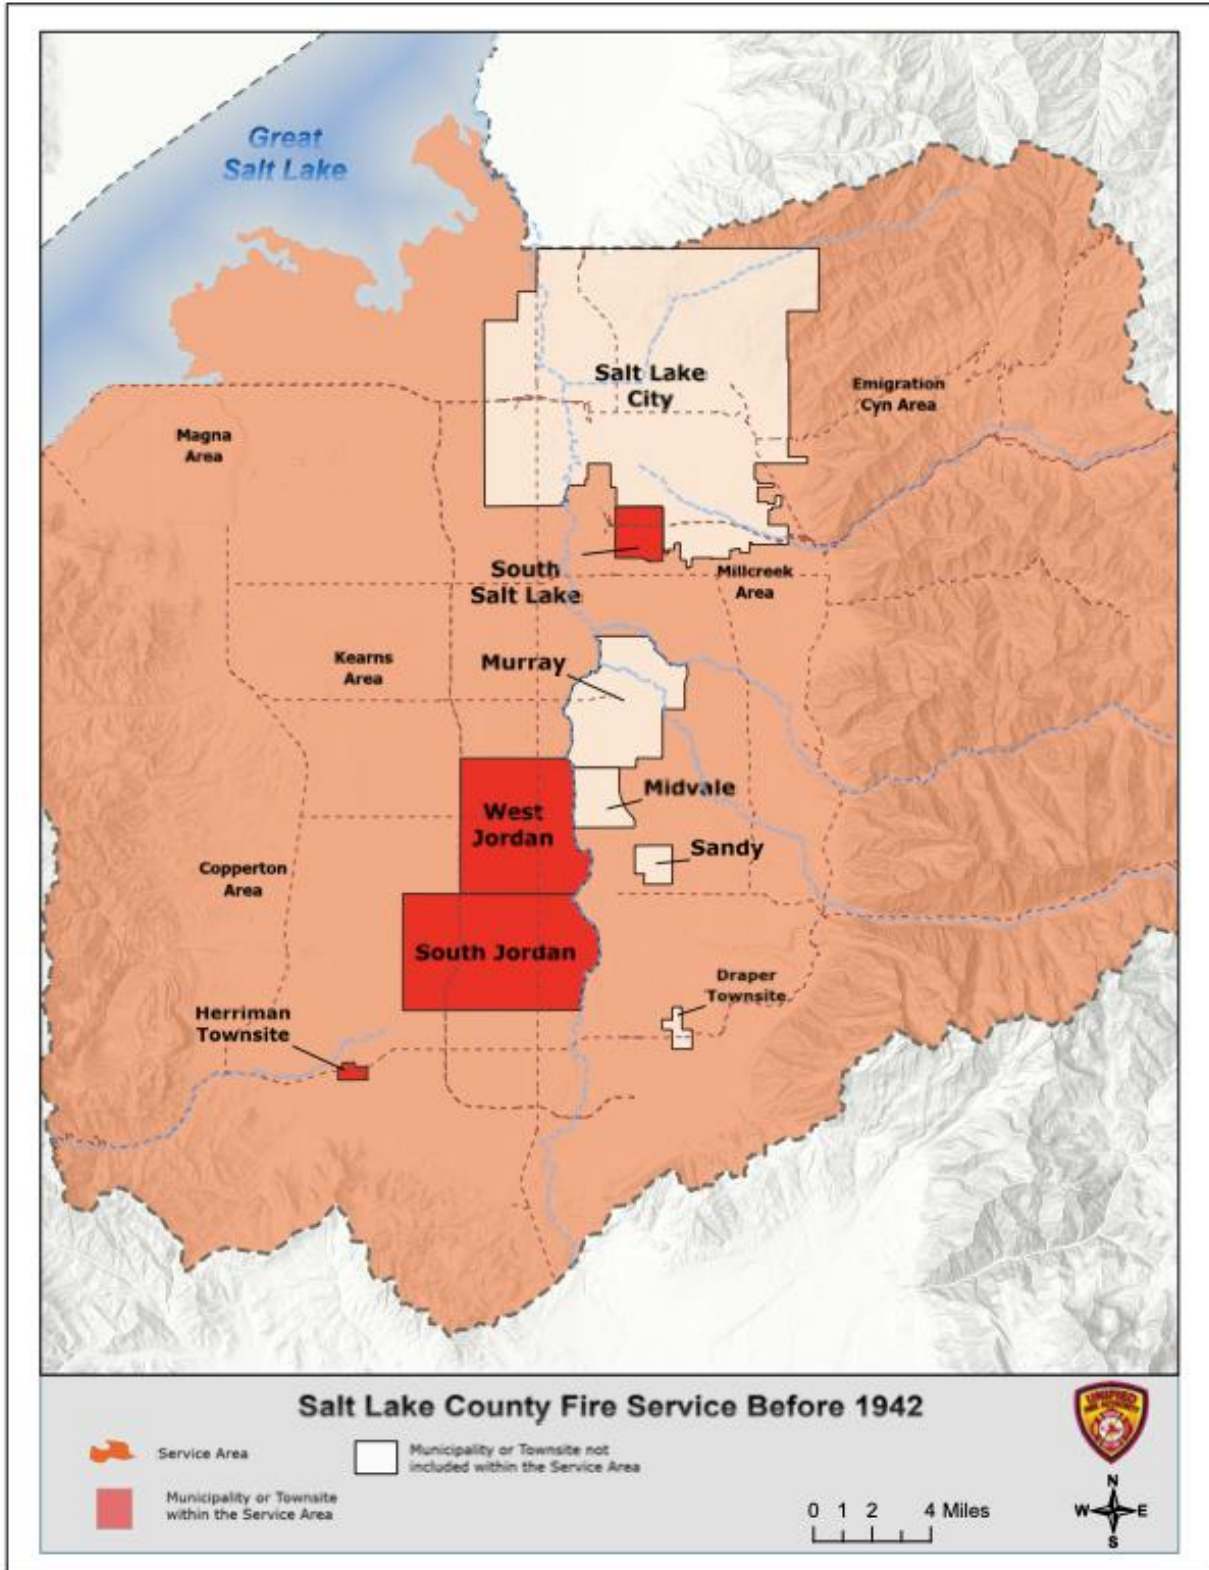 Great
Salt Lake
Salt Lake
City
Emigration
Cyn Area
Magna
Area
South
Salt Lake
Millcreek
Area
Kearns
Area
Murray
Midvale
West
Jordan
Sandy
Copperton
Area
South Jordan
Draper
Townsite
Herriman
Townsite
Salt Lake County Fire Service Before 1942
Service Area
Municipality or Townsite not
included within the Service Area
Municipality or Townsite
within the Service Area
0 1 2 4 Miles
UNIFIED
N
W E
S